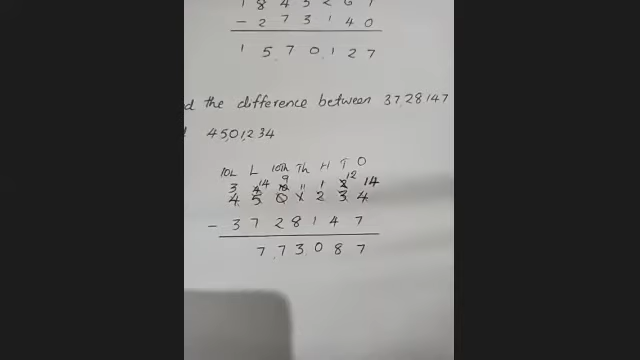 1 8 4 3 2 6 7
- 2 7 3 1 4 0
1 5,7 0,1 2 7
d the difference between 37,28147
45,01,234
10L L 10Th Th H T O
3 14 9 11 1 12 14
4 5 0 1 2 3 4
- 3 7 2 8 1 4 7
7,7 3,0 8 7